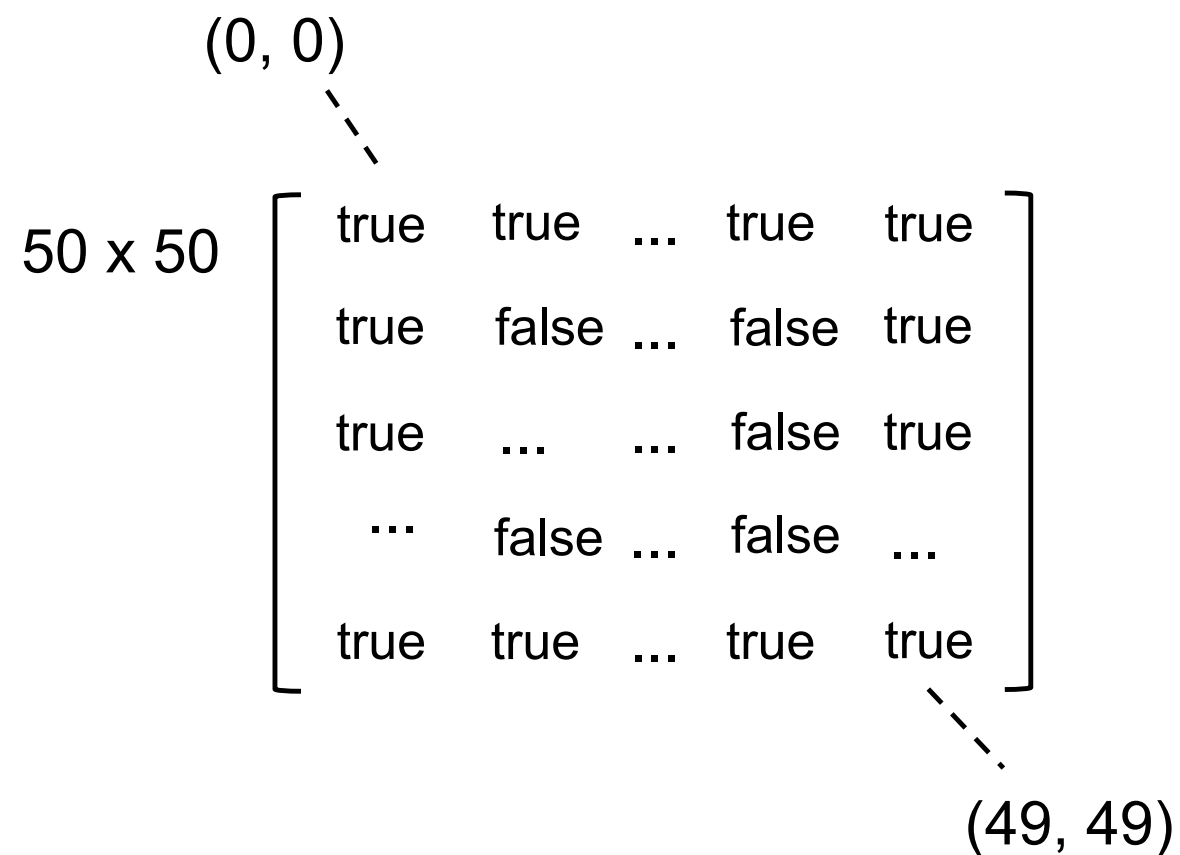 (0, 0)
50 x 50
true true ... true true
true false ... false true
true ... ... false true
... false ... false ...
true true ... true true
(49, 49)